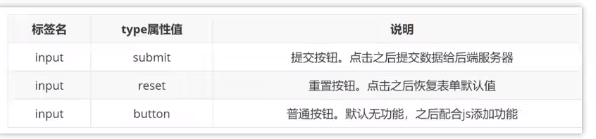 标签名 type属性值 说明
input submit 提交按钮。点击之后提交数据给后端服务器
input reset 重置按钮。点击之后恢复表单默认值
input button 普通按钮。默认无功能，之后配合js添加功能